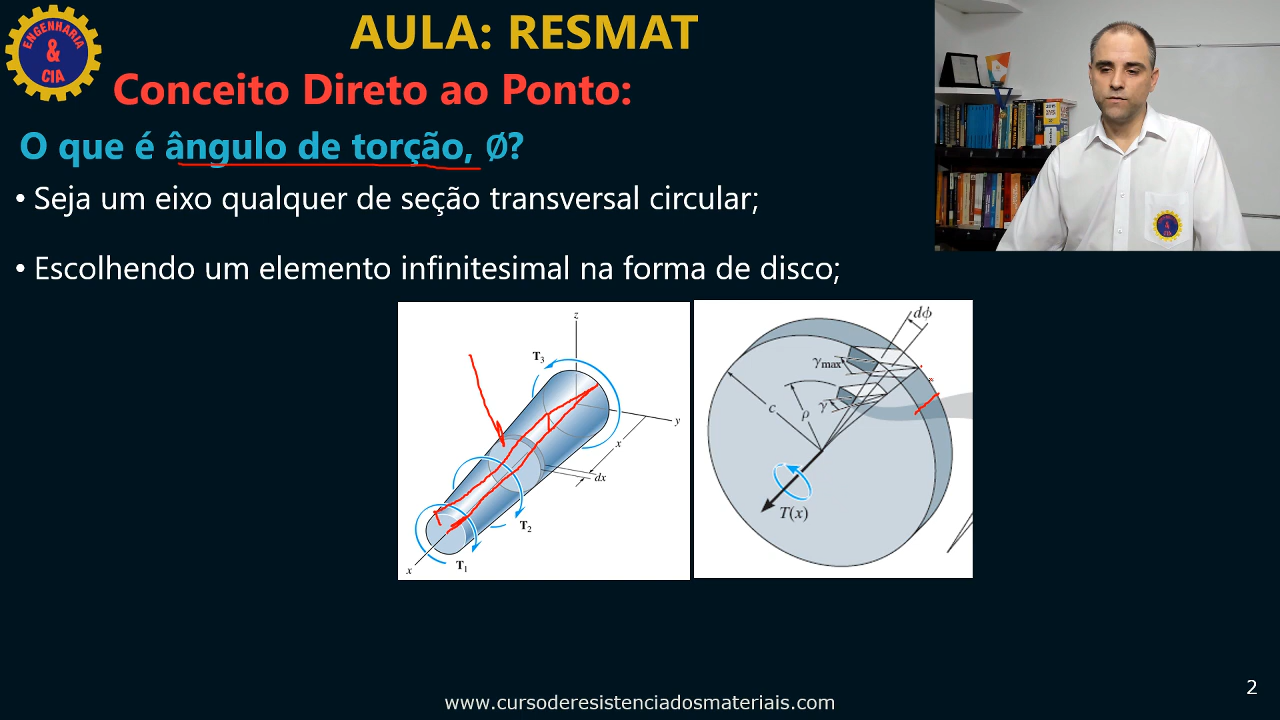 AULA: RESMAT
ENGENHARIA
&
CIA
Conceito Direto ao Ponto:
O que é ângulo de torção, Ø?
• Seja um eixo qualquer de seção transversal circular;
• Escolhendo um elemento infinitesimal na forma de disco;
z
T3
y
x
dx
T2
T1
x
dϕ
γmax
c
ρ
γ
T(x)
2
www.cursoderesistenciadosmateriais.com